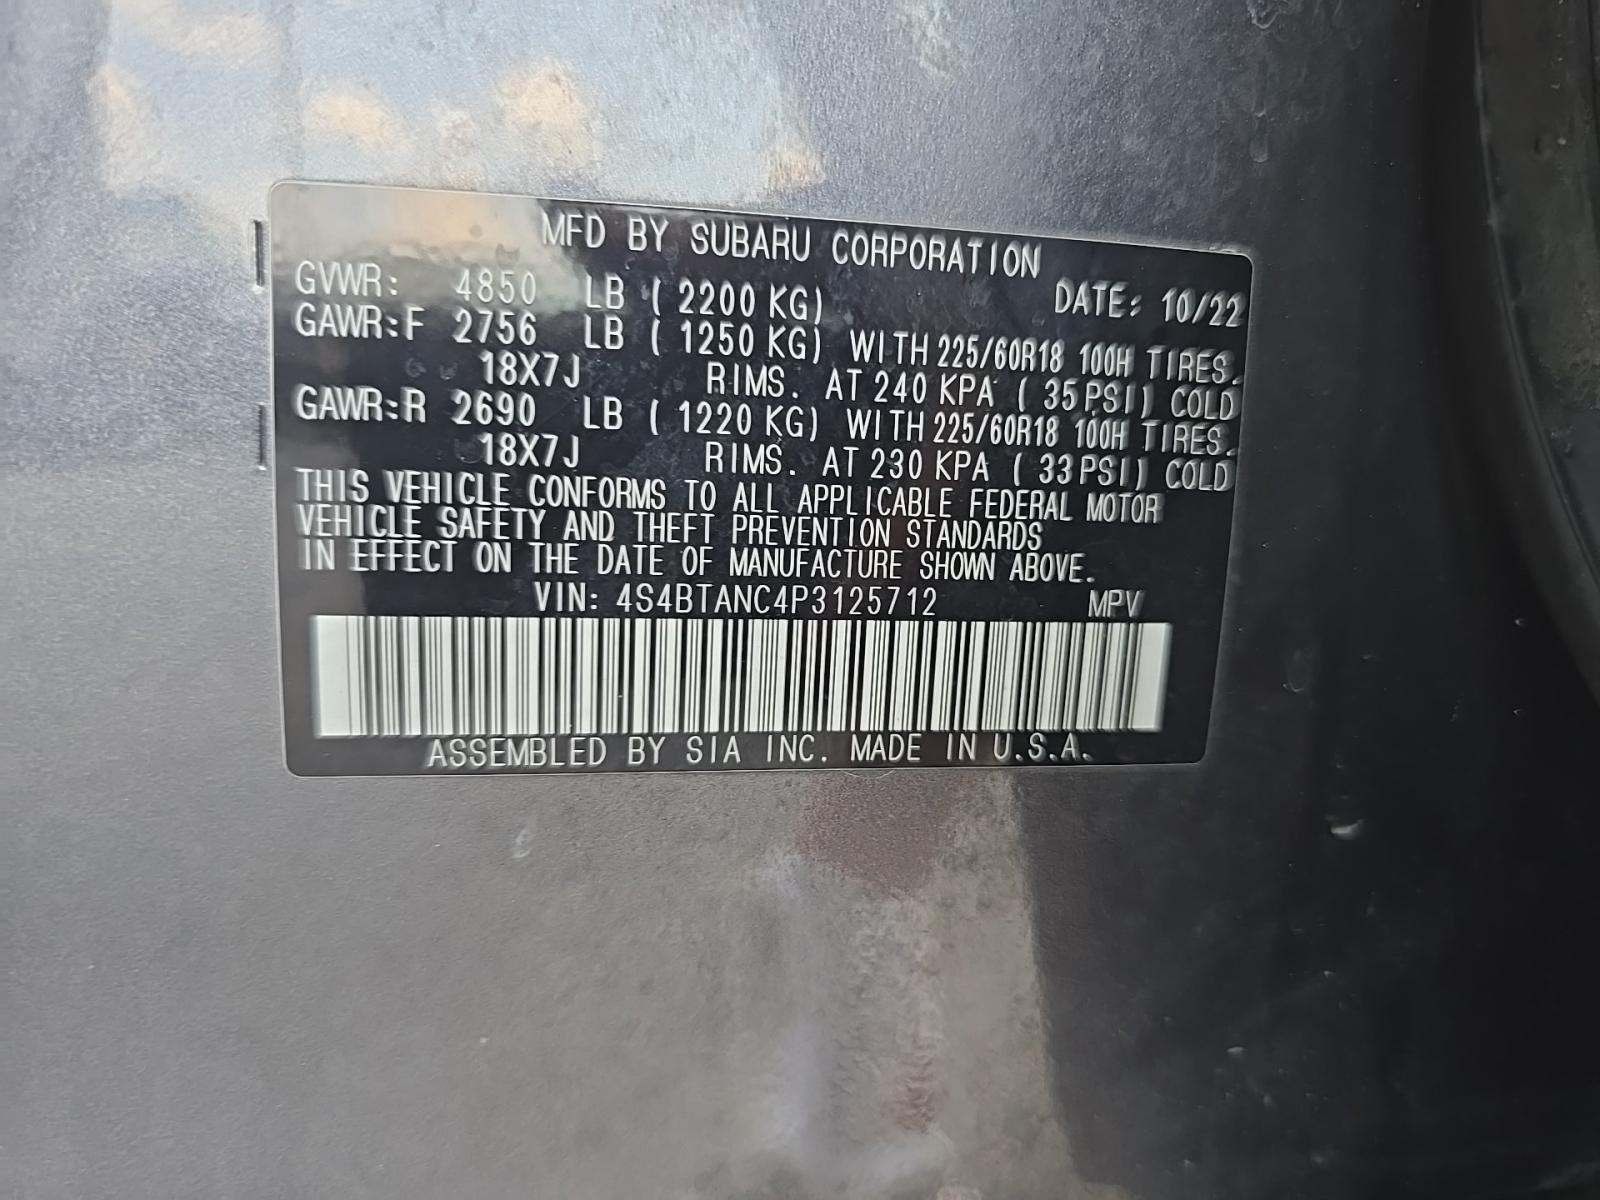 MFD BY SUBARU CORPORATION
GVWR: 4850 LB ( 2200 KG) DATE: 10/22
GAWR:F 2756 LB ( 1250 KG) WITH 225/60R18 100H TIRES.
18X7J RIMS. AT 240 KPA ( 35 PSI) COLD
GAWR:R 2690 LB ( 1220 KG) WITH 225/60R18 100H TIRES.
18X7J RIMS. AT 230 KPA ( 33 PSI) COLD
THIS VEHICLE CONFORMS TO ALL APPLICABLE FEDERAL MOTOR
VEHICLE SAFETY AND THEFT PREVENTION STANDARDS
IN EFFECT ON THE DATE OF MANUFACTURE SHOWN ABOVE.
VIN: 4S4BTANC4P3125712 MPV
ASSEMBLED BY SIA INC. MADE IN U.S.A.